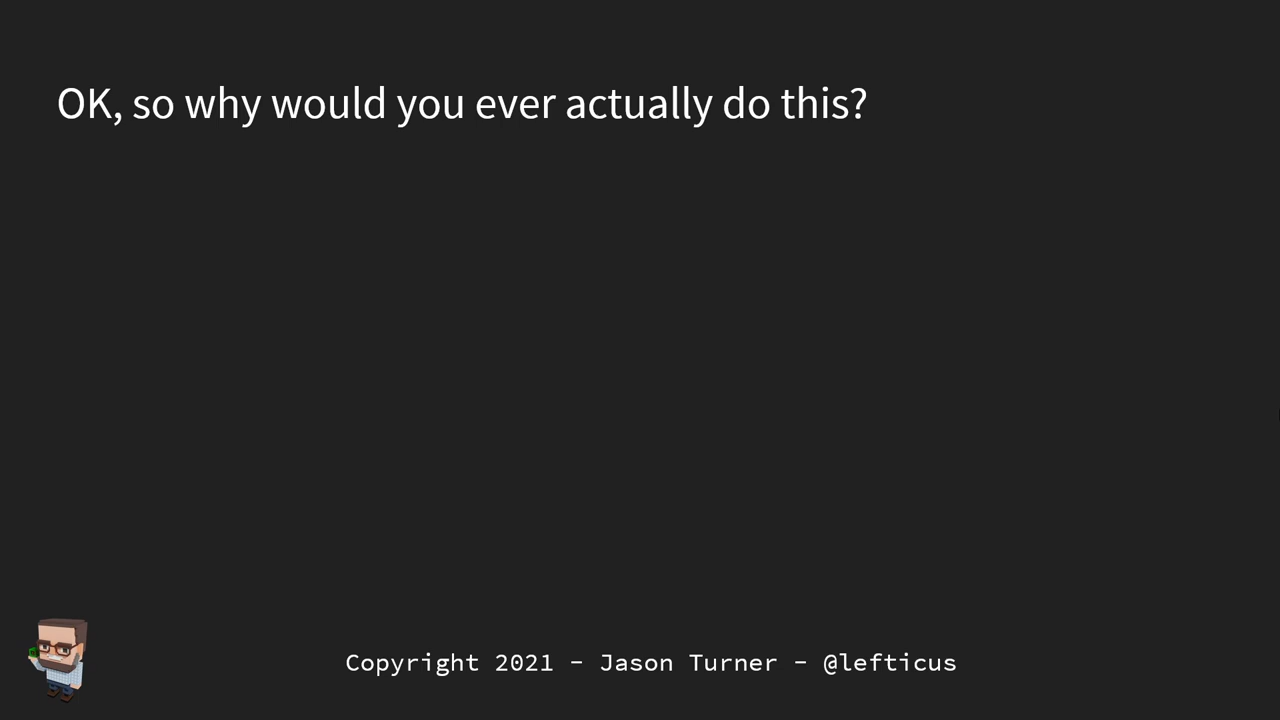 OK, so why would you ever actually do this?
Copyright 2021 - Jason Turner - @lefticus